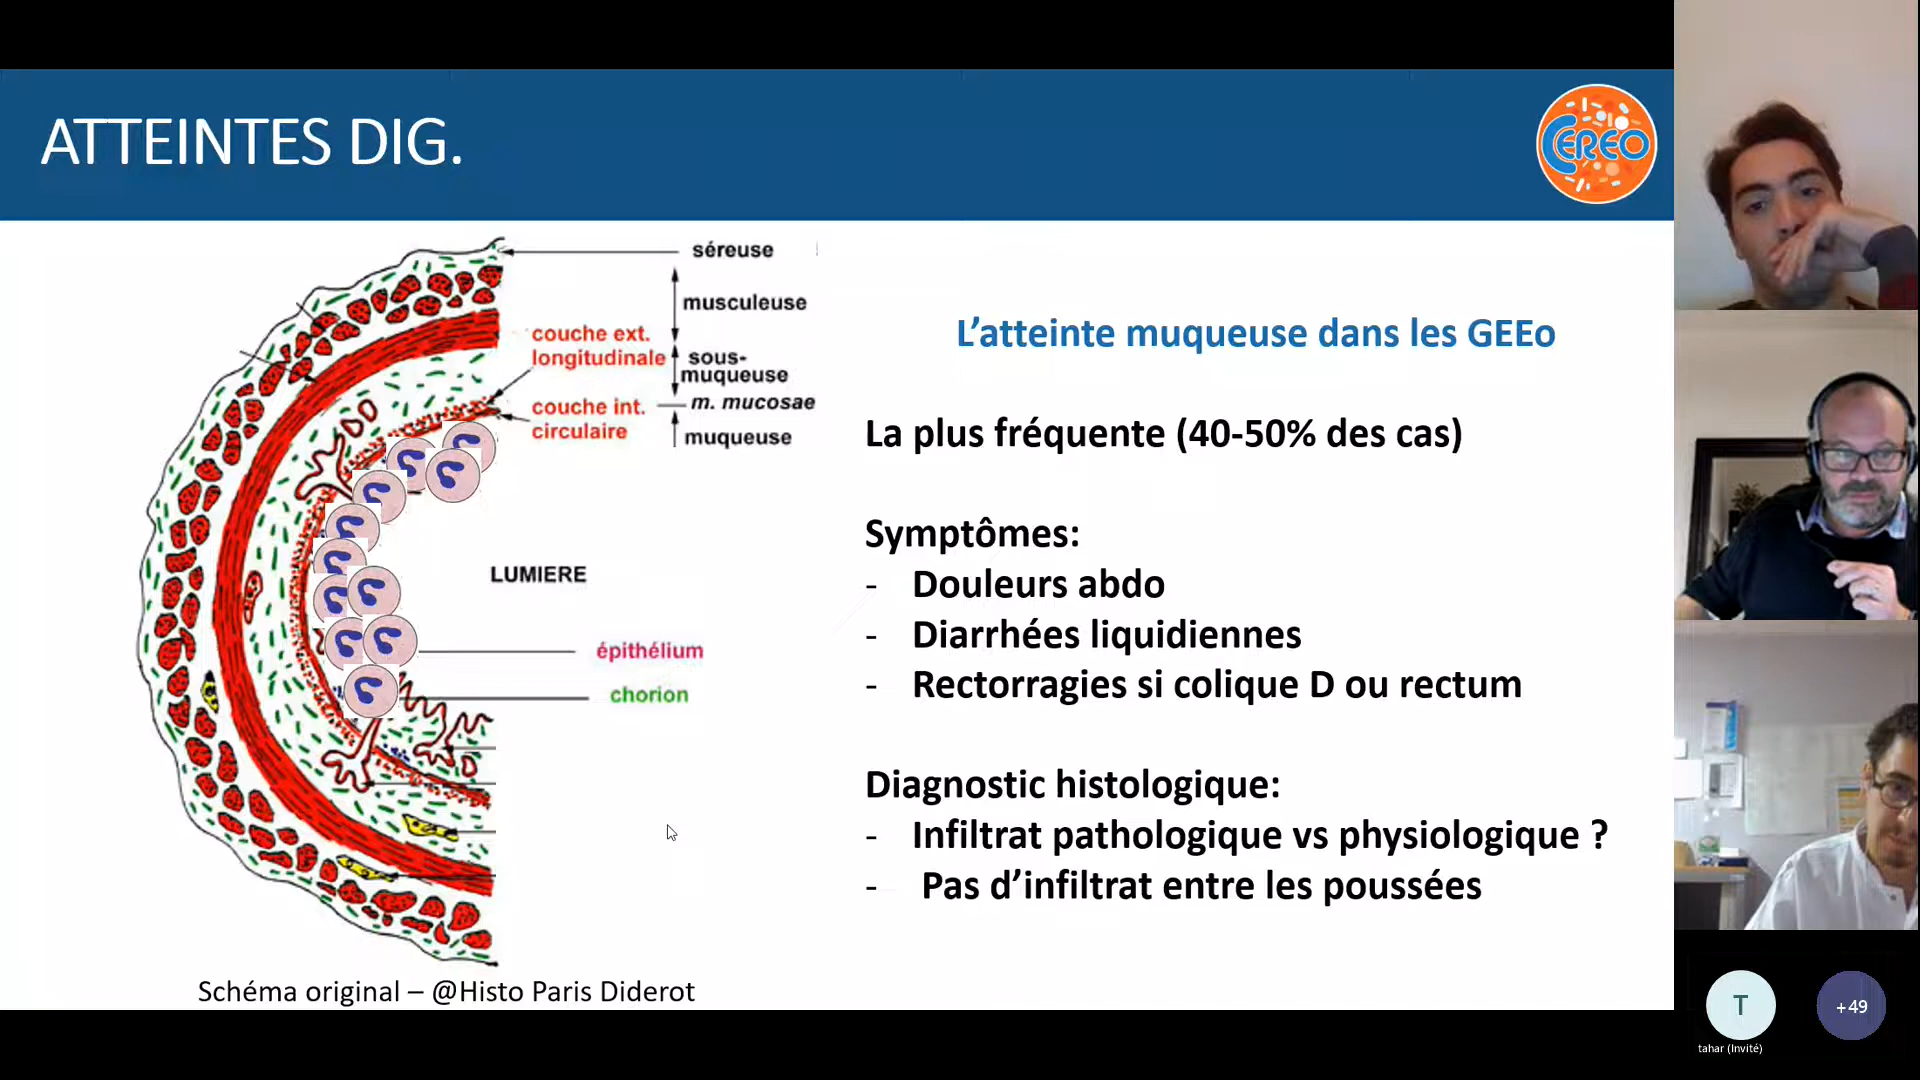 ATTEINTES DIG.
CEREO
séreuse
musculeuse
couche ext.
longitudinale
sous-
muqueuse
m. mucosae
couche int.
circulaire
muqueuse
LUMIERE
épithélium
chorion
Schéma original – @Histo Paris Diderot
L’atteinte muqueuse dans les GEEo
La plus fréquente (40-50% des cas)
Symptômes:
- Douleurs abdo
- Diarrhées liquidiennes
- Rectorragies si colique D ou rectum
Diagnostic histologique:
- Infiltrat pathologique vs physiologique ?
- Pas d’infiltrat entre les poussées
T
+49
tahar (Invité)